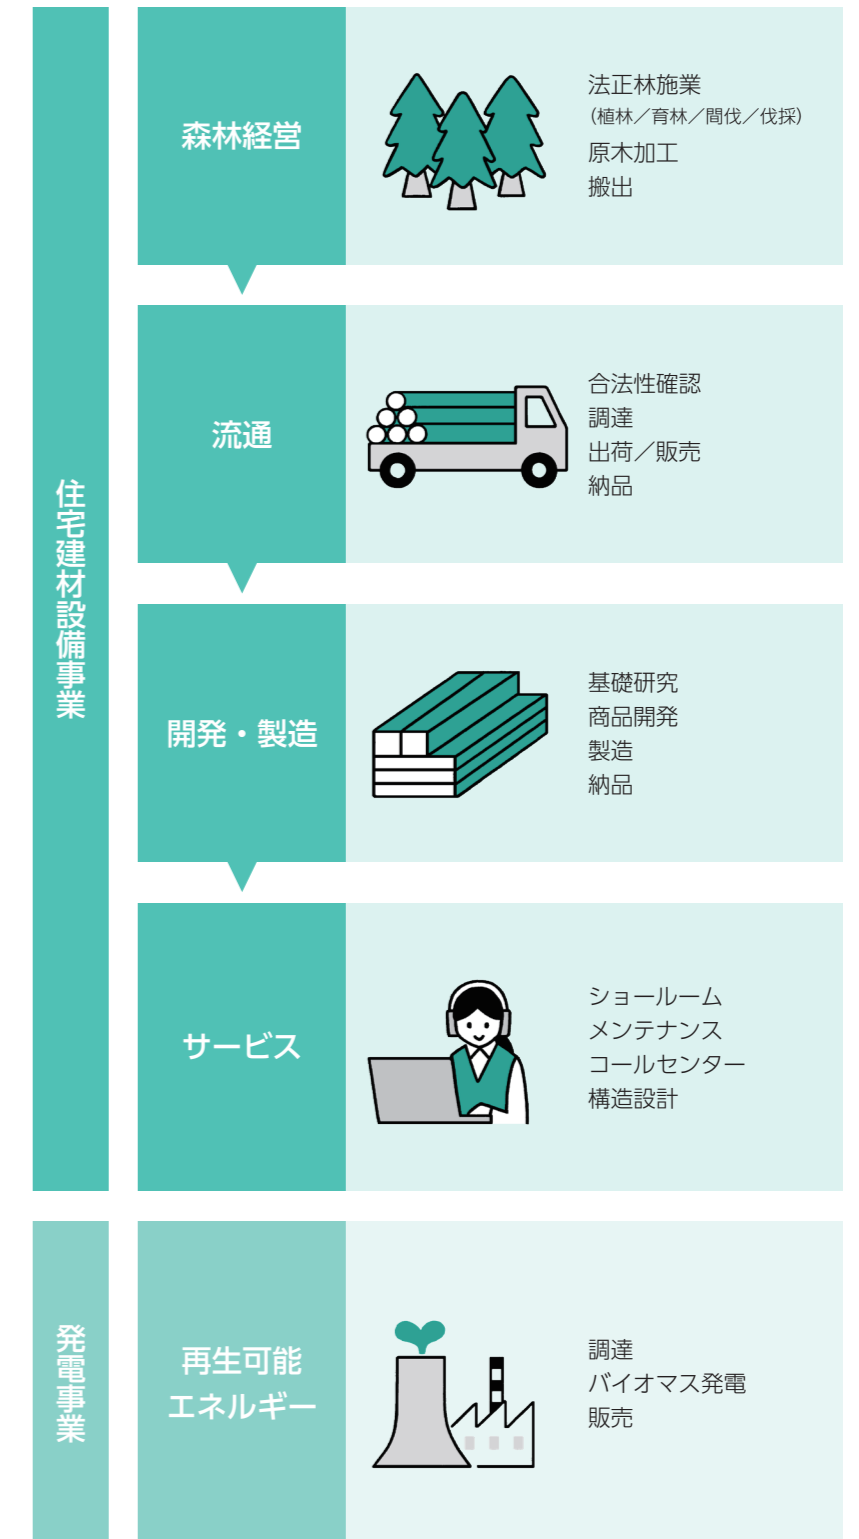 住宅建材設備事業
森林経営
法正林施業
(植林／育林／間伐／伐採)
原木加工
搬出
流通
合法性確認
調達
出荷／販売
納品
開発・製造
基礎研究
商品開発
製造
納品
サービス
ショールーム
メンテナンス
コールセンター
構造設計
発電事業
再生可能
エネルギー
調達
バイオマス発電
販売